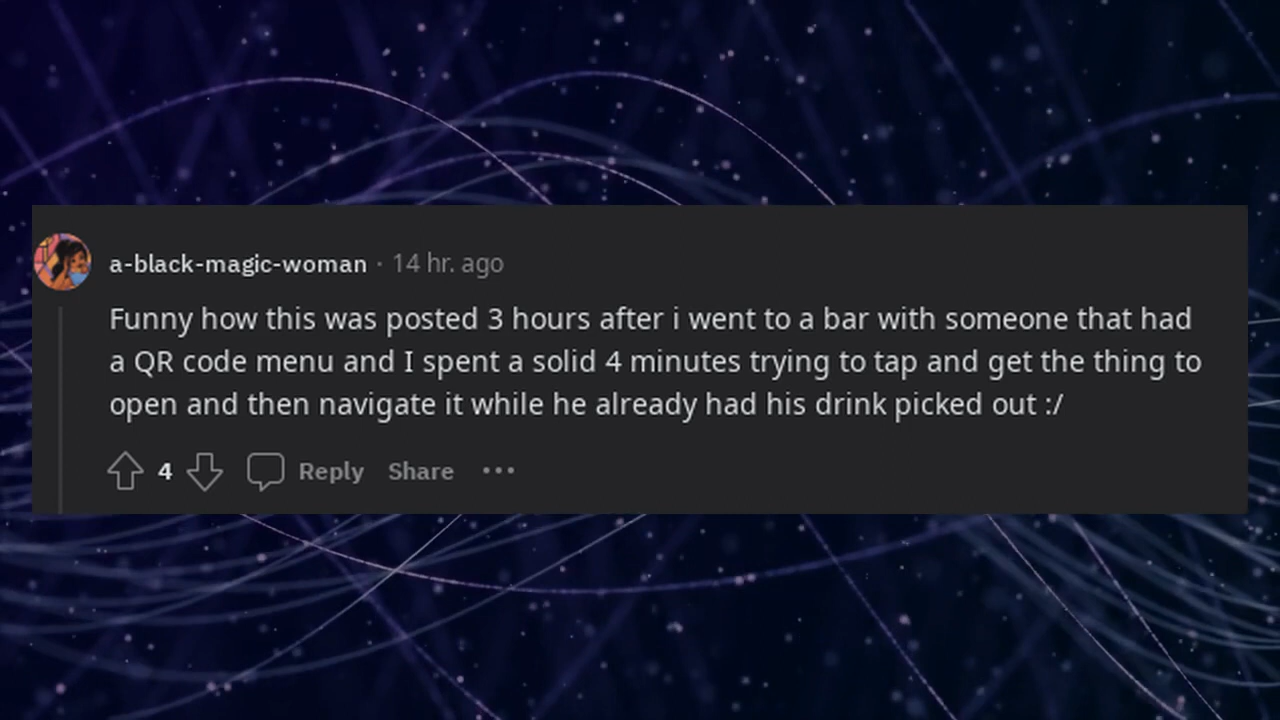 a-black-magic-woman · 14 hr. ago
Funny how this was posted 3 hours after i went to a bar with someone that had
a QR code menu and I spent a solid 4 minutes trying to tap and get the thing to
open and then navigate it while he already had his drink picked out :/
4 Reply Share